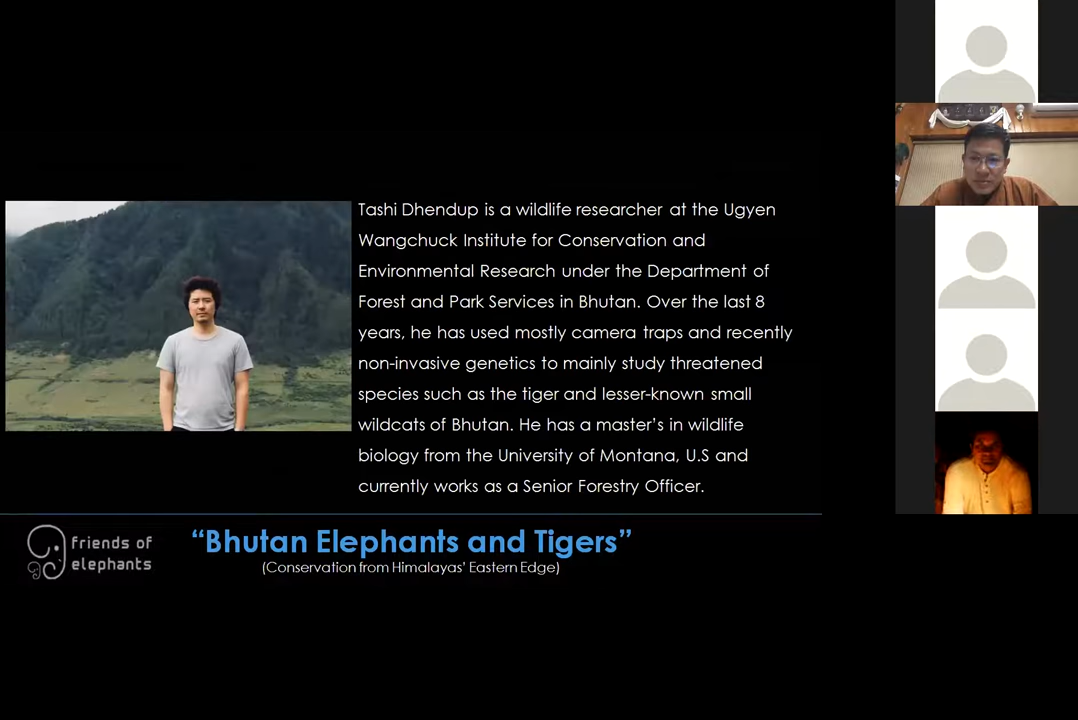 Tashi Dhendup is a wildlife researcher at the Ugyen
Wangchuck Institute for Conservation and
Environmental Research under the Department of
Forest and Park Services in Bhutan. Over the last 8
years, he has used mostly camera traps and recently
non-invasive genetics to mainly study threatened
species such as the tiger and lesser-known small
wildcats of Bhutan. He has a master’s in wildlife
biology from the University of Montana, U.S and
currently works as a Senior Forestry Officer.
friends of
elephants
“Bhutan Elephants and Tigers”
(Conservation from Himalayas’ Eastern Edge)